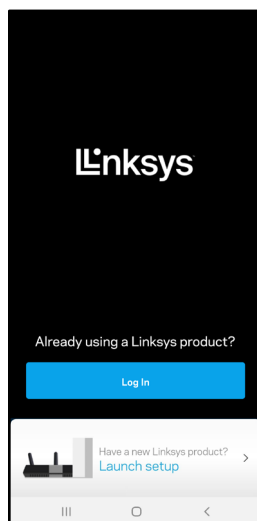 Linksys
Already using a Linksys product?
Log In
Have a new Linksys product?
Launch setup